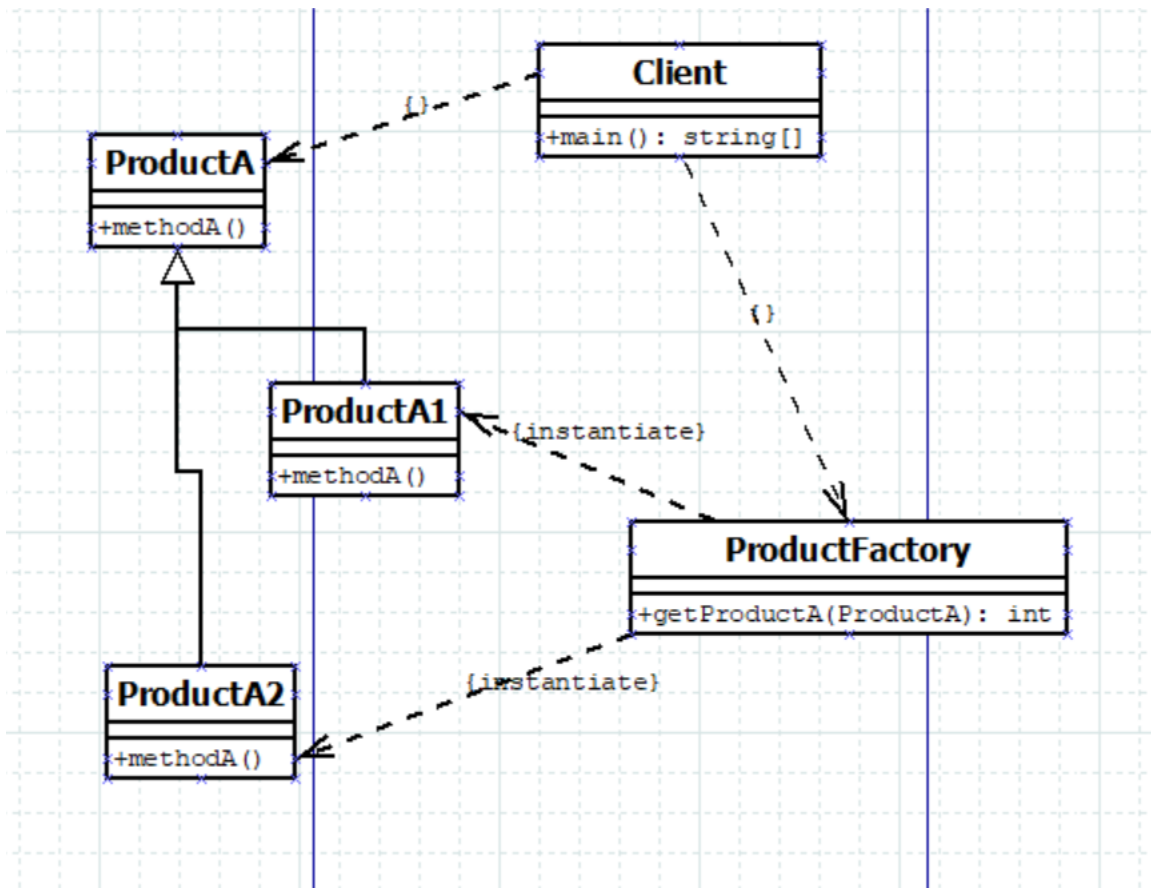 Client
+main(): string[]
{}
ProductA
+methodA()
{}
ProductA1
+methodA()
{instantiate}
ProductFactory
+getProductA(ProductA): int
{instantiate}
ProductA2
+methodA()